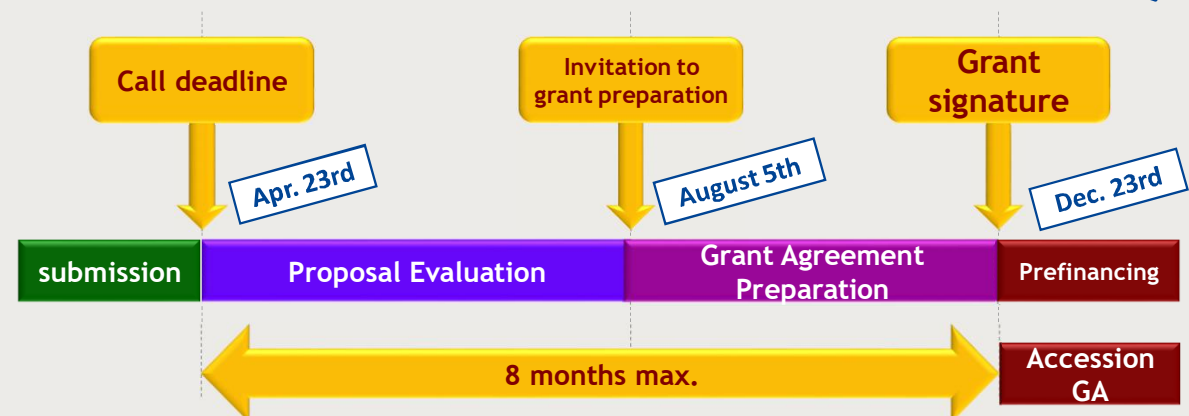 Call deadline
Invitation to
grant preparation
Grant
signature
Apr. 23rd
August 5th
Dec. 23rd
submission
Proposal Evaluation
Grant Agreement
Preparation
Prefinancing
8 months max.
Accession
GA